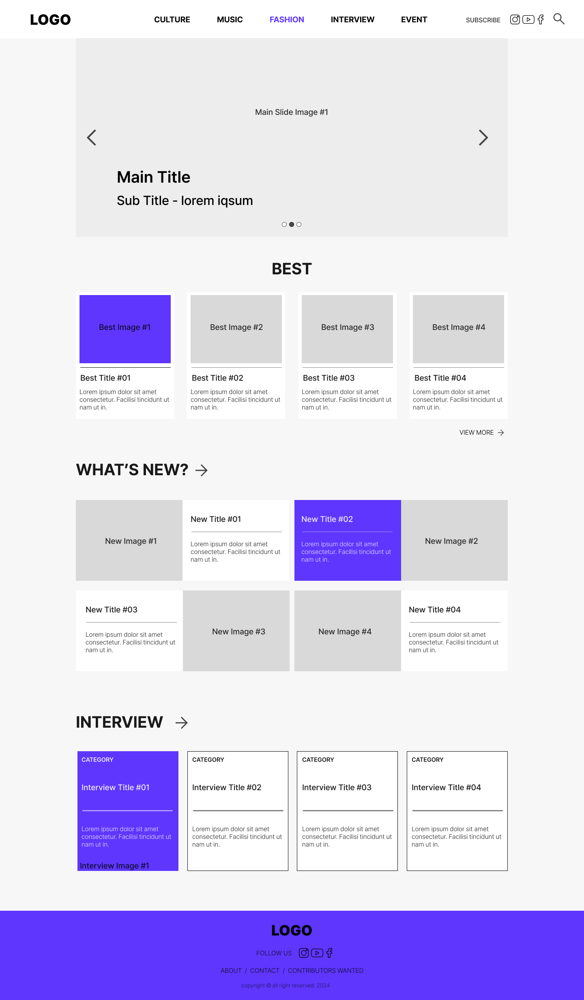 LOGO
CULTURE
MUSIC
FASHION
INTERVIEW
EVENT
SUBSCRIBE
Main Slide Image #1
Main Title
Sub Title - lorem iqsum
BEST
Best Image #1
Best Title #01
Lorem ipsum dolor sit amet
consectetur. Facilisi tincidunt ut
nam ut in.
Best Image #2
Best Title #02
Lorem ipsum dolor sit amet
consectetur. Facilisi tincidunt ut
nam ut in.
Best Image #3
Best Title #03
Lorem ipsum dolor sit amet
consectetur. Facilisi tincidunt ut
nam ut in.
Best Image #4
Best Title #04
Lorem ipsum dolor sit amet
consectetur. Facilisi tincidunt ut
nam ut in.
VIEW MORE
WHAT’S NEW?
New Image #1
New Title #01
Lorem ipsum dolor sit amet
consectetur. Facilisi tincidunt ut
nam ut in.
New Title #02
Lorem ipsum dolor sit amet
consectetur. Facilisi tincidunt ut
nam ut in.
New Image #2
New Title #03
Lorem ipsum dolor sit amet
consectetur. Facilisi tincidunt ut
nam ut in.
New Image #3
New Image #4
New Title #04
Lorem ipsum dolor sit amet
consectetur. Facilisi tincidunt ut
nam ut in.
INTERVIEW
CATEGORY
Interview Title #01
Lorem ipsum dolor sit amet
consectetur. Facilisi tincidunt ut
nam ut in.
Interview Image #1
CATEGORY
Interview Title #02
Lorem ipsum dolor sit amet
consectetur. Facilisi tincidunt ut
nam ut in.
CATEGORY
Interview Title #03
Lorem ipsum dolor sit amet
consectetur. Facilisi tincidunt ut
nam ut in.
CATEGORY
Interview Title #04
Lorem ipsum dolor sit amet
consectetur. Facilisi tincidunt ut
nam ut in.
LOGO
FOLLOW US
ABOUT / CONTACT / CONTRIBUTORS WANTED
copyright © all right reserved. 2024